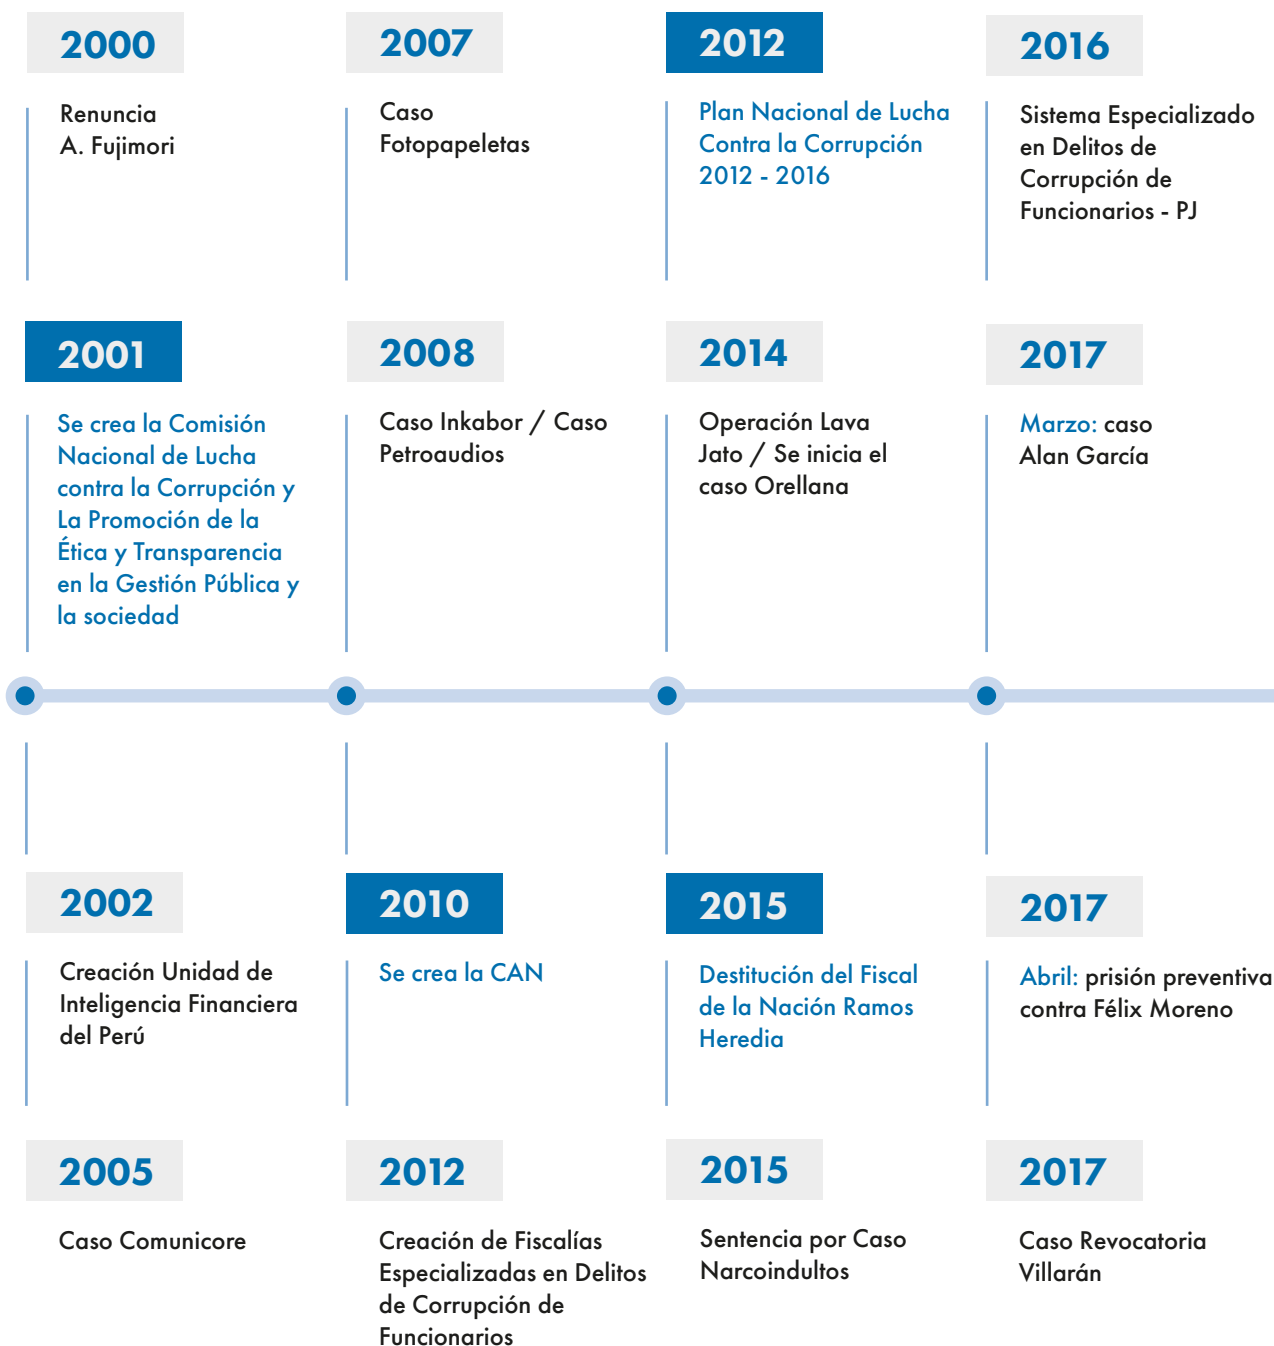 2000
Renuncia
A. Fujimori
2001
Se crea la Comisión
Nacional de Lucha
contra la Corrupción y
La Promoción de la
Ética y Transparencia
en la Gestión Pública y
la sociedad
2002
Creación Unidad de
Inteligencia Financiera
del Perú
2005
Caso Comunicore
2007
Caso
Fotopapeletas
2008
Caso Inkabor / Caso
Petroaudios
2010
Se crea la CAN
2012
Creación de Fiscalías
Especializadas en Delitos
de Corrupción de
Funcionarios
2012
Plan Nacional de Lucha
Contra la Corrupción
2012 - 2016
2014
Operación Lava
Jato / Se inicia el
caso Orellana
2015
Destitución del Fiscal
de la Nación Ramos
Heredia
2015
Sentencia por Caso
Narcoindultos
2016
Sistema Especializado
en Delitos de
Corrupción de
Funcionarios - PJ
2017
Marzo: caso
Alan García
2017
Abril: prisión preventiva
contra Félix Moreno
2017
Caso Revocatoria
Villarán